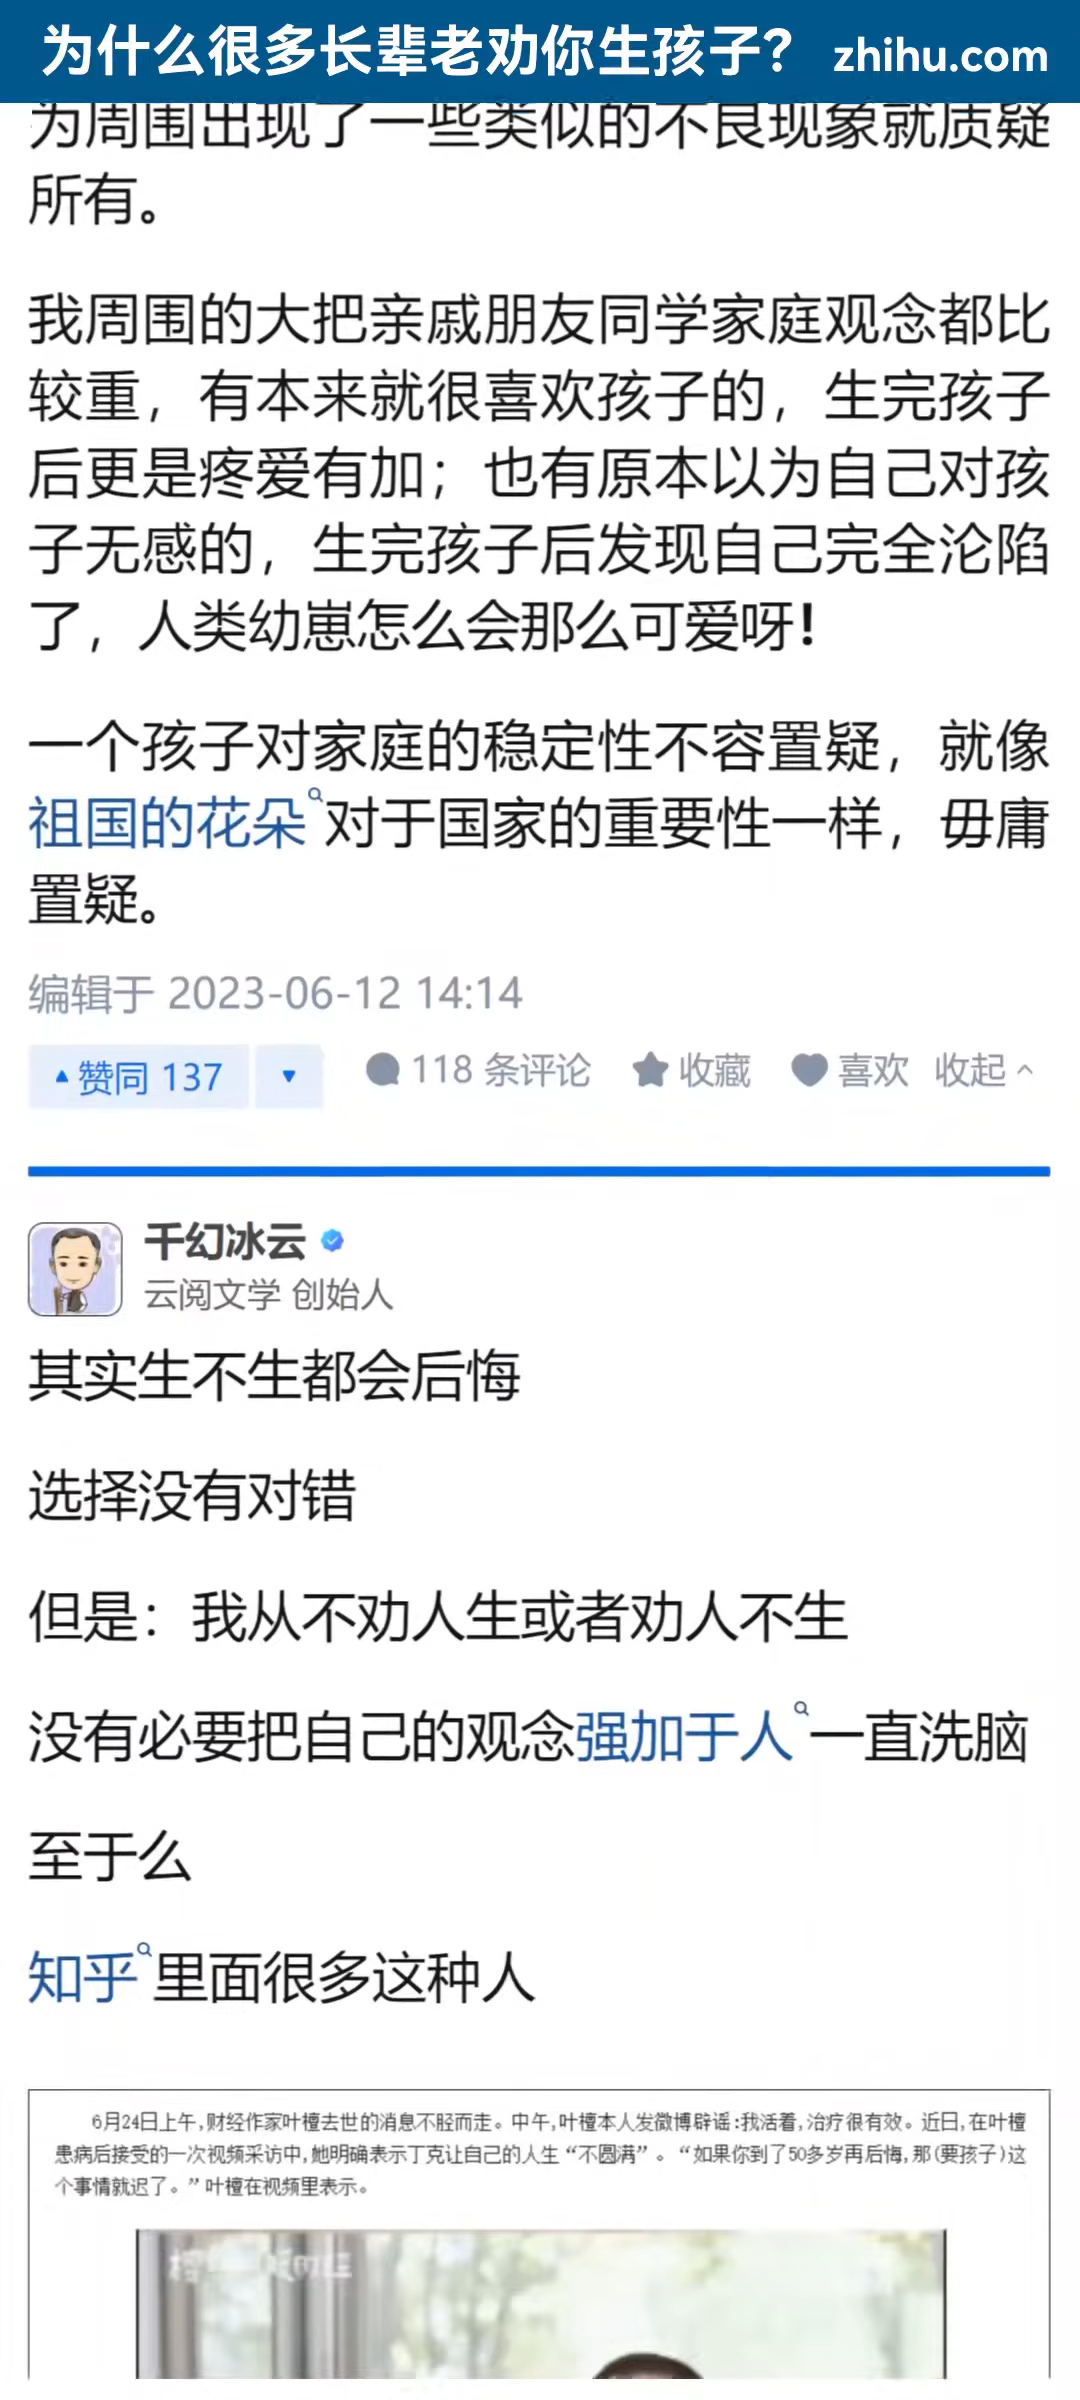 为什么很多长辈老劝你生孩子? zhihu.com
为周围出现了一些类似的不良现象就质疑
所有。
我周围的大把亲戚朋友同学家庭观念都比
较重，有本来就很喜欢孩子的，生完孩子
后更是疼爱有加；也有原本以为自己对孩
子无感的，生完孩子后发现自己完全沦陷
了，人类幼崽怎么会那么可爱呀！
一个孩子对家庭的稳定性不容置疑，就像
祖国的花朵对于国家的重要性一样，毋庸
置疑。
编辑于 2023-06-12 14:14
赞同 137 118 条评论 收藏 喜欢 收起
千幻冰云
云阅文学 创始人
其实生不生都会后悔
选择没有对错
但是：我从不劝人生或者劝人不生
没有必要把自己的观念强加于人一直洗脑
至于么
知乎里面很多这种人
6月24日上午,财经作家叶檀去世的消息不胫而走。中午,叶檀本人发微博辟谣:我活着,治疗很有效。近日,在叶檀
患病后接受的一次视频采访中,她明确表示丁克让自己的人生“不圆满”。“如果你到了50多岁再后悔,那(要孩子)这
个事情就迟了。”叶檀在视频里表示。